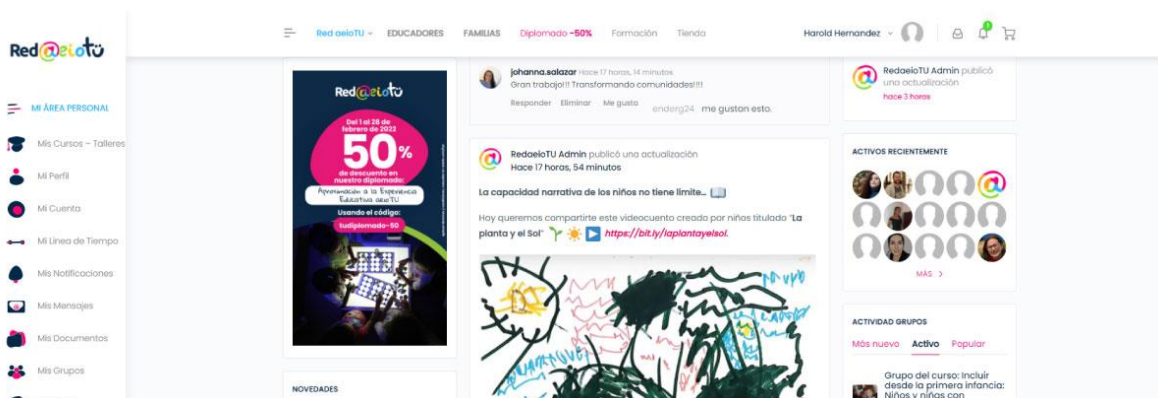 Red@aeioTU
MI ÁREA PERSONAL
Mis Cursos – Talleres
Mi Perfil
Mi Cuenta
Mi Linea de Tiempo
Mis Notificaciones
Mis Mensajes
Mis Documentos
Mis Grupos
Red aeioTU
EDUCADORES
FAMILIAS
Diplomado -50%
Formación
Tienda
Harold Hernandez
Red@aeioTU
Del 1 al 28 de
febrero de 2022
50%
de descuento en
nuestro diplomado:
Aproximación a la Experiencia
Educativa aeioTU
Usando el código:
tudiplomado-50
NOVEDADES
johanna.salazar Hace 17 horas, 14 minutos
Gran trabajo!!! Transformando comunidades!!!!
Responder Eliminar Me gusta enderg24 me gustan esto.
RedaeioTU Admin publicó una actualización
Hace 17 horas, 54 minutos
La capacidad narrativa de los niños no tiene límite...
Hoy queremos compartirte este videocuento creado por niños titulado "La
planta y el Sol" https://bit.ly/laplantayelsol.
RedaeioTU Admin publicó
una actualización
hace 3 horas
ACTIVOS RECIENTEMENTE
MÁS >
ACTIVIDAD GRUPOS
Más nuevo Activo Popular
Grupo del curso: Incluir
desde la primera infancia:
Niños y niñas con